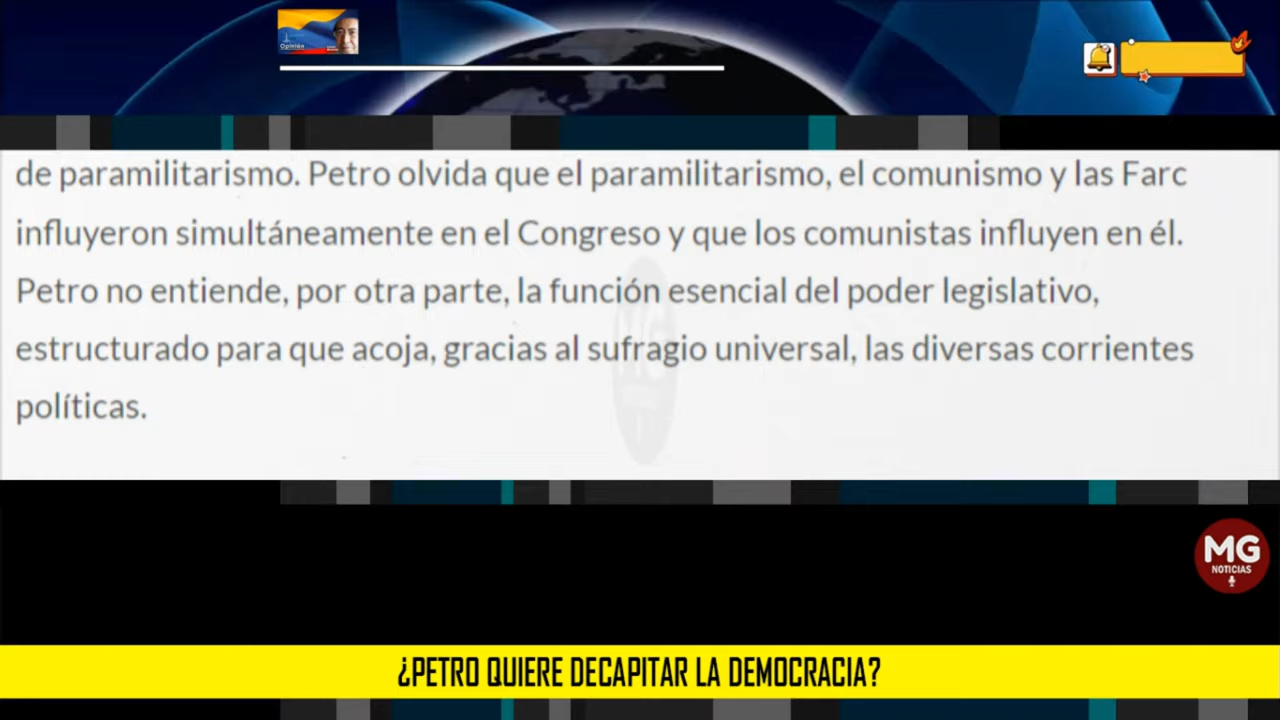 Opinión
de paramilitarismo. Petro olvida que el paramilitarismo, el comunismo y las Farc
influyeron simultáneamente en el Congreso y que los comunistas influyen en él.
Petro no entiende, por otra parte, la función esencial del poder legislativo,
estructurado para que acoja, gracias al sufragio universal, las diversas corrientes
políticas.
MG
NOTICIAS
¿PETRO QUIERE DECAPITAR LA DEMOCRACIA?